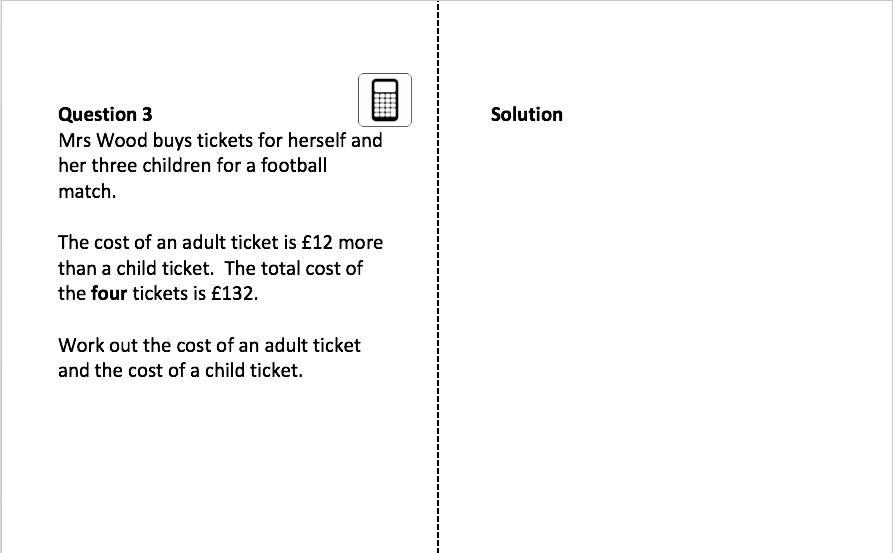 Question 3
Mrs Wood buys tickets for herself and
her three children for a football
match.
The cost of an adult ticket is £12 more
than a child ticket.  The total cost of
the four tickets is £132.
Work out the cost of an adult ticket
and the cost of a child ticket.
Solution